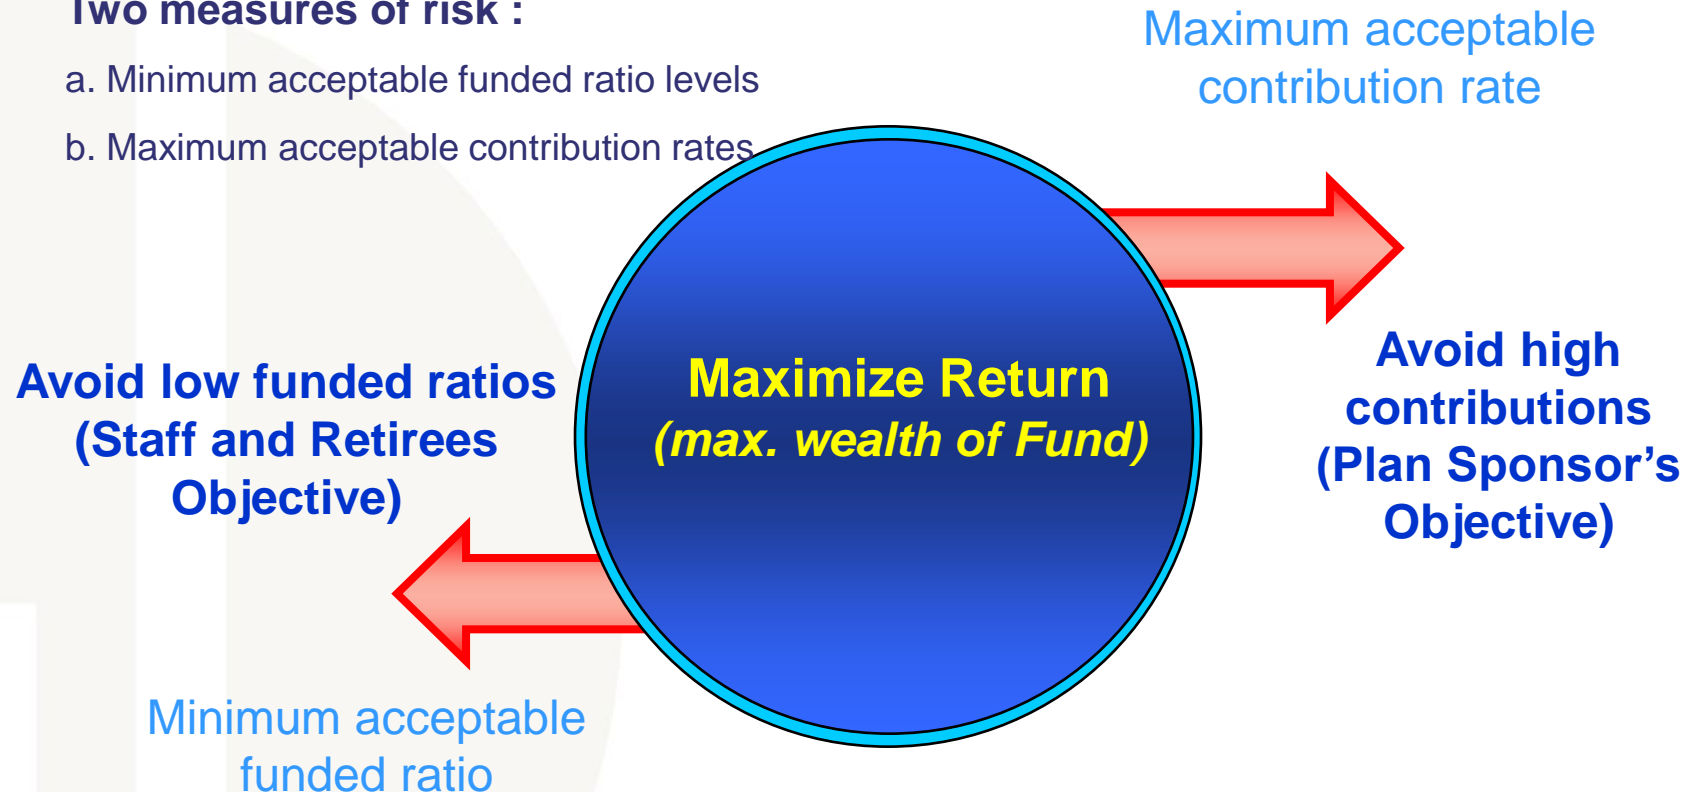 Two measures of risk :
a. Minimum acceptable funded ratio levels
b. Maximum acceptable contribution rates
Maximum acceptable
contribution rate
Avoid low funded ratios
(Staff and Retirees
Objective)
Maximize Return
(max. wealth of Fund)
Avoid high
contributions
(Plan Sponsor’s
Objective)
Minimum acceptable
funded ratio